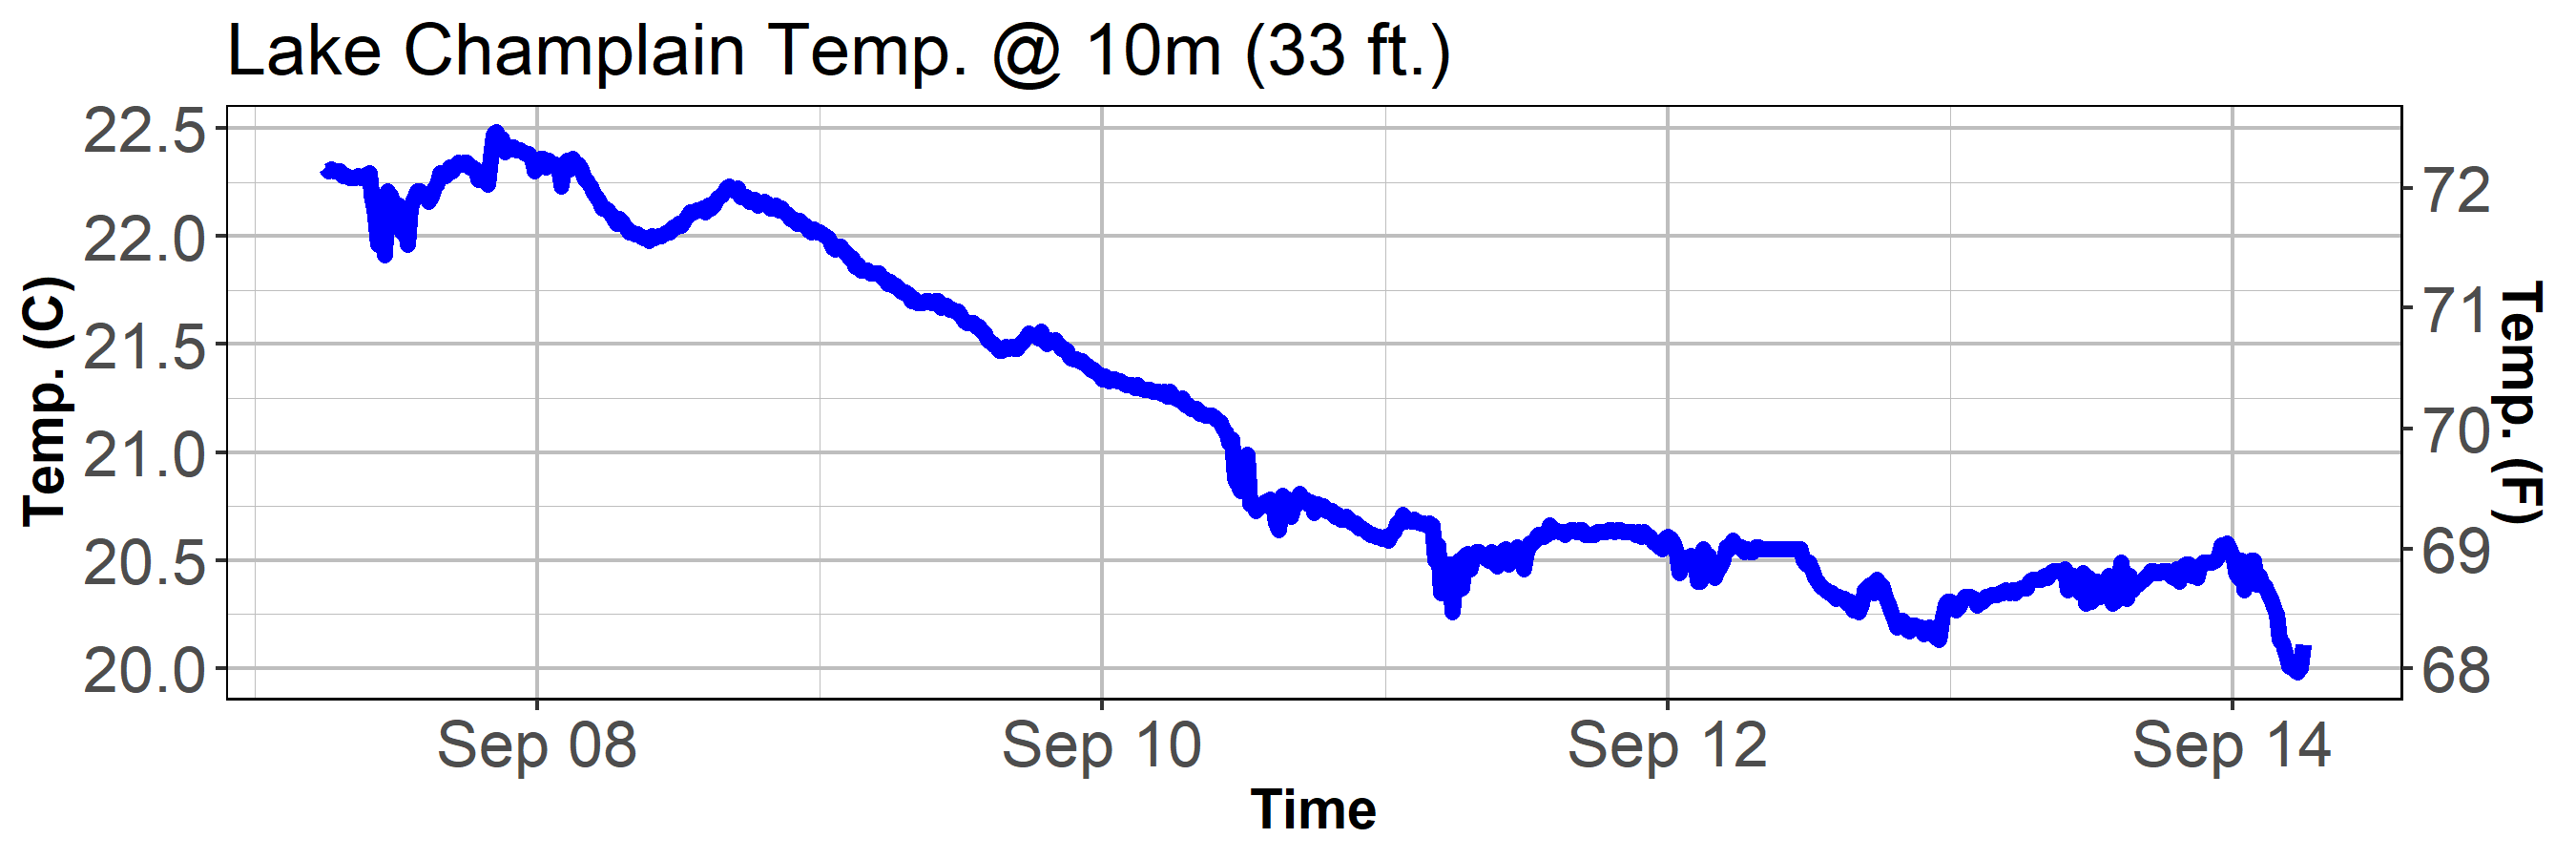 Lake Champlain Temp. @ 10m (33 ft.)
Temp. (C)
22.5
22.0
21.5
21.0
20.5
20.0
72
71
70
69
68
Temp. (F)
Sep 08
Sep 10
Sep 12
Sep 14
Time